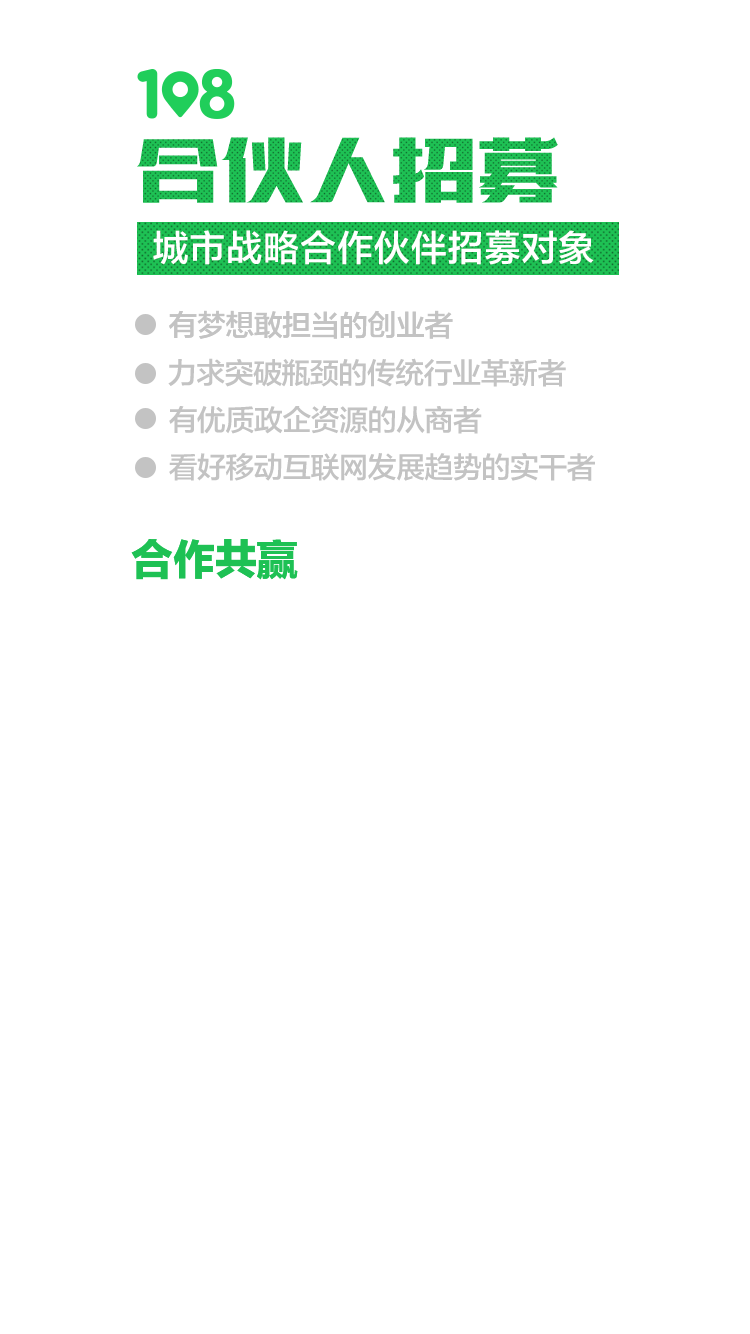 198
合伙人招募
城市战略合作伙伴招募对象
有梦想敢担当的创业者
力求突破瓶颈的传统行业革新者
有优质政企资源的从商者
看好移动互联网发展趋势的实干者
合作共赢